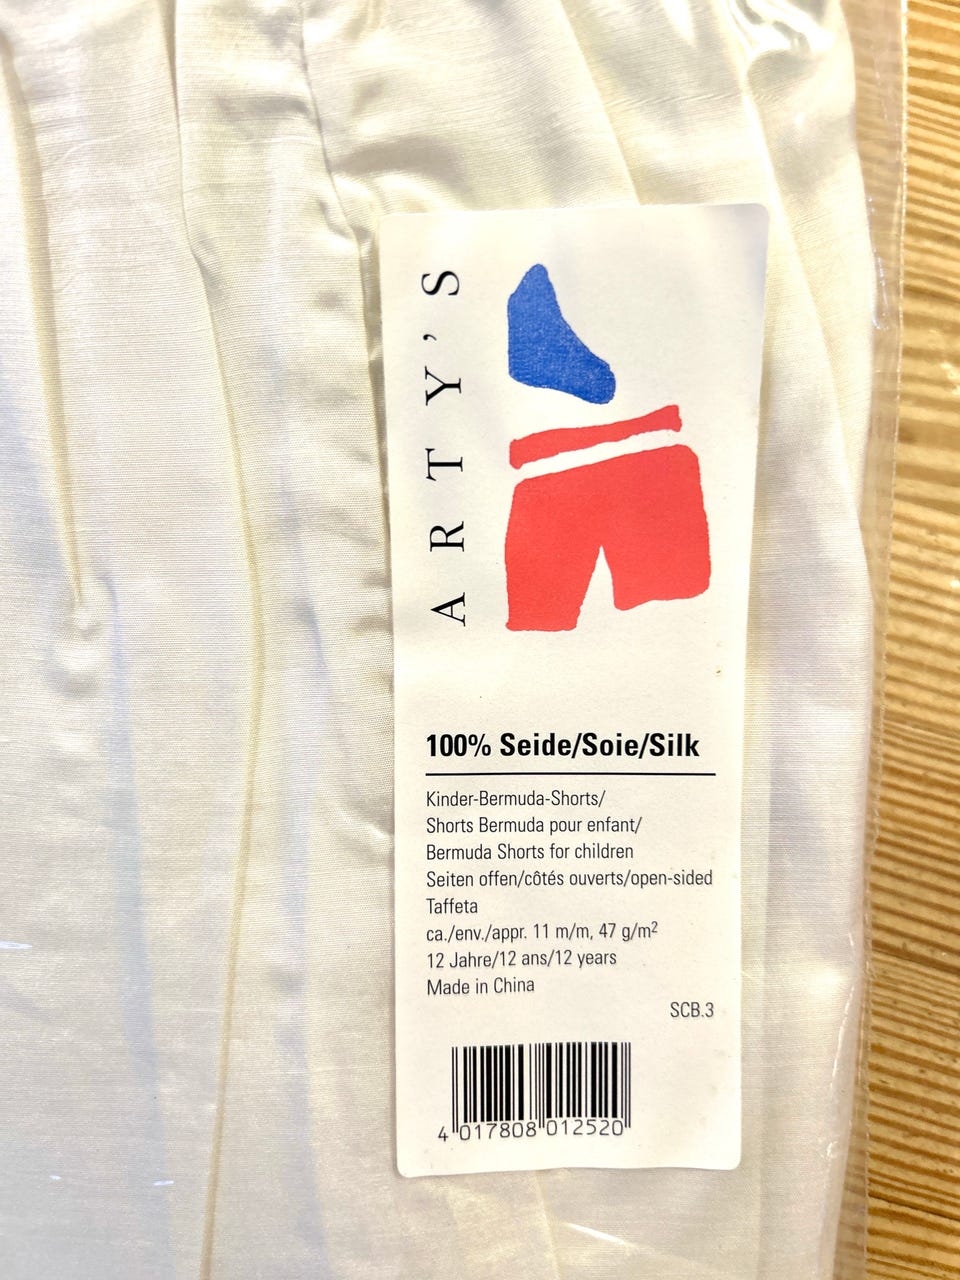 ARTY'S
100% Seide/Soie/Silk
Kinder-Bermuda-Shorts/
Shorts Bermuda pour enfant/
Bermuda Shorts for children
Seiten offen/côtés ouverts/open-sided
Taffeta
ca./env./appr. 11 m/m, 47 g/m²
12 Jahre/12 ans/12 years
Made in China
SCB.3
4 017808 012520